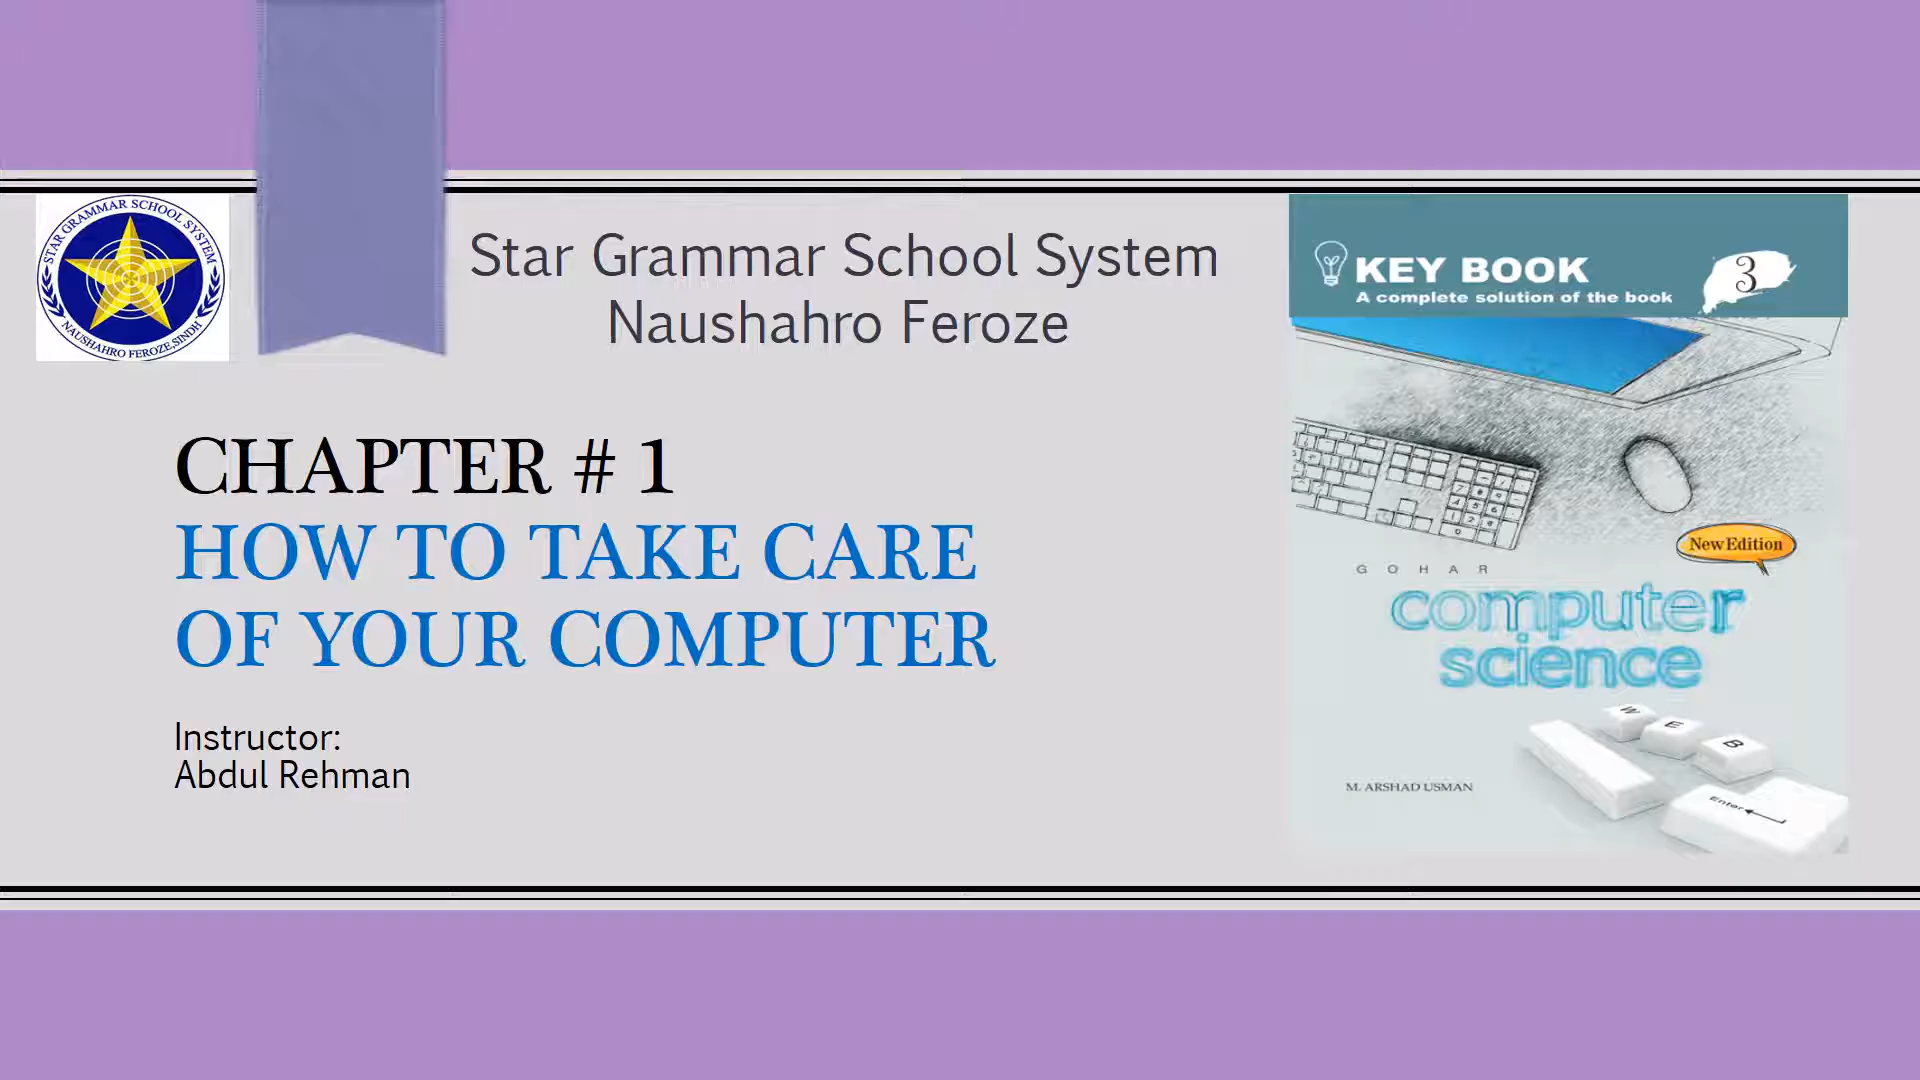 STAR GRAMMAR SCHOOL SYSTEM
NAUSHAHRO FEROZE,SINDH
Star Grammar School System
Naushahro Feroze
CHAPTER # 1
HOW TO TAKE CARE
OF YOUR COMPUTER
Instructor:
Abdul Rehman
KEY BOOK
A complete solution of the book
3
New Edition
GOHAR
computer
science
W E B
M. ARSHAD USMAN
Enter